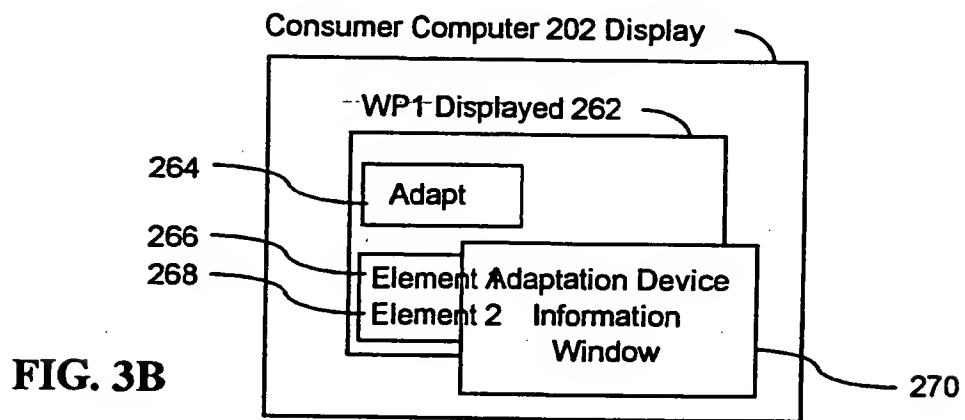 Consumer Computer 202 Display
WP1 Displayed 262
264
Adapt
266
Element
Adaptation Device
268
Element 2
Information
Window
FIG. 3B
270